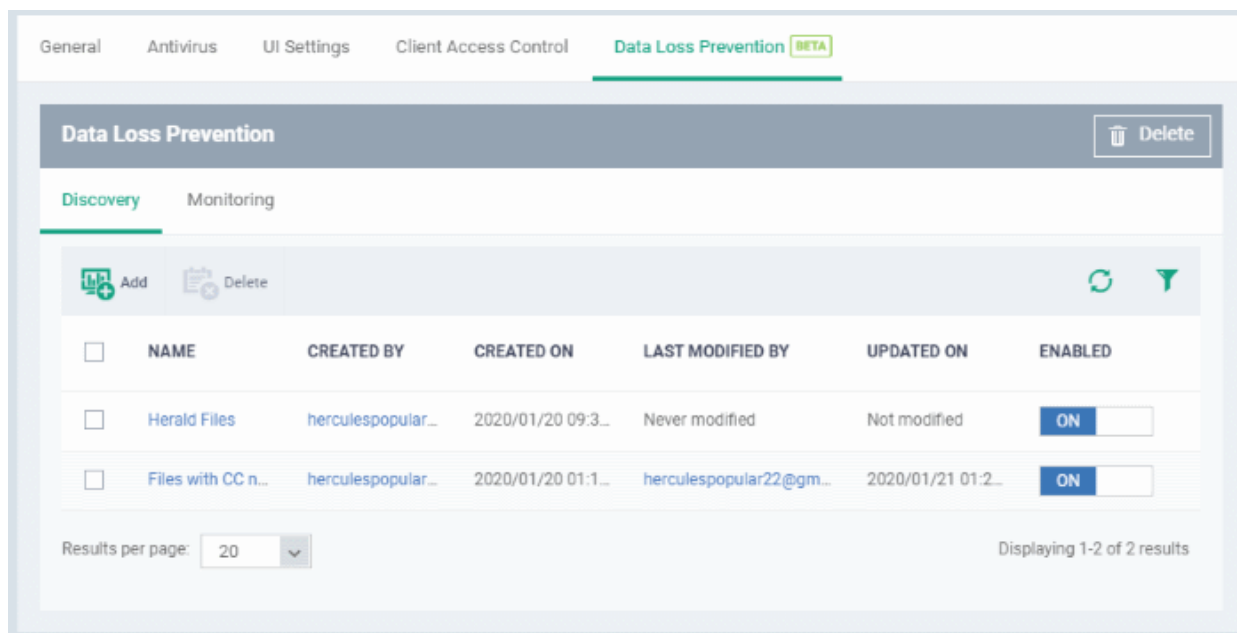 General Antivirus UI Settings Client Access Control Data Loss Prevention BETA
Data Loss Prevention Delete
Discovery Monitoring
Add Delete
NAME CREATED BY CREATED ON LAST MODIFIED BY UPDATED ON ENABLED
Herald Files herculespopular... 2020/01/20 09:3... Never modified Not modified ON
Files with CC n... herculespopular... 2020/01/20 01:1... herculespopular22@gm... 2020/01/21 01:2... ON
Results per page: 20 Displaying 1-2 of 2 results